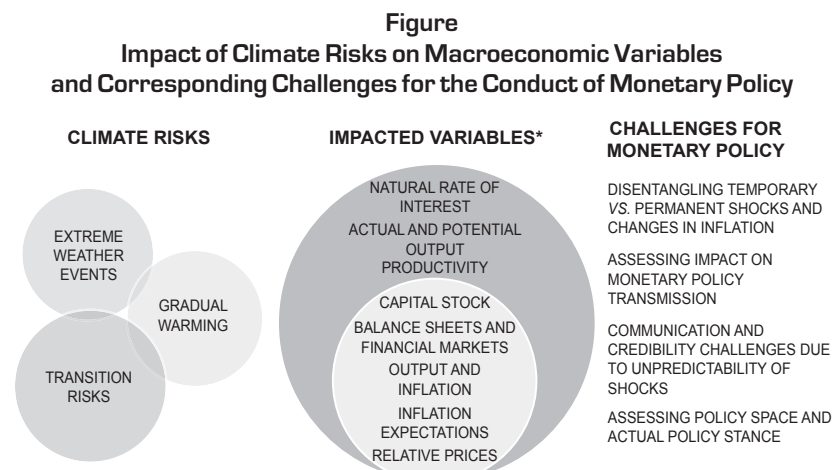 Figure
Impact of Climate Risks on Macroeconomic Variables
and Corresponding Challenges for the Conduct of Monetary Policy
CLIMATE RISKS
EXTREME
WEATHER
EVENTS
GRADUAL
WARMING
TRANSITION
RISKS
IMPACTED VARIABLES*
NATURAL RATE OF
INTEREST
ACTUAL AND POTENTIAL
OUTPUT
PRODUCTIVITY
CAPITAL STOCK
BALANCE SHEETS AND
FINANCIAL MARKETS
OUTPUT AND
INFLATION
INFLATION
EXPECTATIONS
RELATIVE PRICES
CHALLENGES FOR
MONETARY POLICY
DISENTANGLING TEMPORARY
VS. PERMANENT SHOCKS AND
CHANGES IN INFLATION
ASSESSING IMPACT ON
MONETARY POLICY
TRANSMISSION
COMMUNICATION AND
CREDIBILITY CHALLENGES DUE
TO UNPREDICTABILITY OF
SHOCKS
ASSESSING POLICY SPACE AND
ACTUAL POLICY STANCE